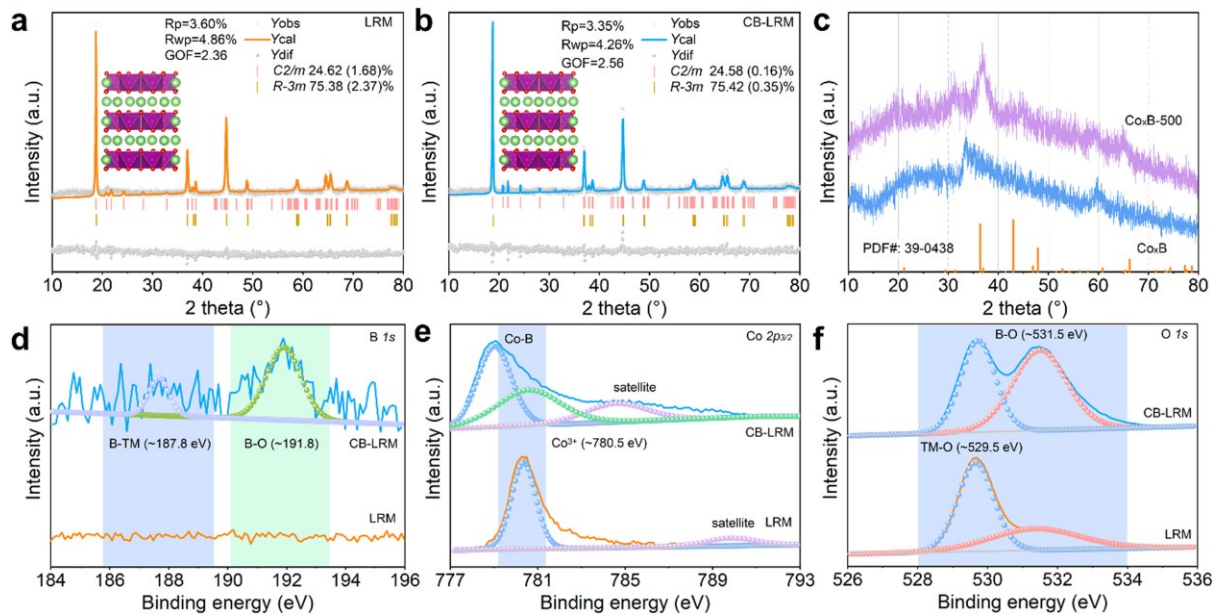 a
Rp=3.60%
Rwp=4.86%
GOF=2.36
LRM
Yobs
Ycal
Ydif
C2/m 24.62 (1.68)%
R-3m 75.38 (2.37)%
Intensity (a.u.)
10 20 30 40 50 60 70 80
2 theta (°)
b
Rp=3.35%
Rwp=4.26%
GOF=2.56
CB-LRM
Yobs
Ycal
Ydif
C2/m 24.58 (0.16)%
R-3m 75.42 (0.35)%
Intensity (a.u.)
10 20 30 40 50 60 70 80
2 theta (°)
c
CoxB-500
PDF#: 39-0438
CoxB
Intensity (a.u.)
10 20 30 40 50 60 70 80
2 theta (°)
d
B 1s
B-TM (~187.8 eV)
B-O (~191.8)
CB-LRM
LRM
Intensity (a.u.)
184 186 188 190 192 194 196
Binding energy (eV)
e
Co-B
Co 2p3/2
satellite
CB-LRM
Co³⁺ (~780.5 eV)
satellite
LRM
Intensity (a.u.)
777 781 785 789 793
Binding energy (eV)
f
B-O (~531.5 eV)
O 1s
CB-LRM
TM-O (~529.5 eV)
LRM
Intensity (a.u.)
526 528 530 532 534 536
Binding energy (eV)